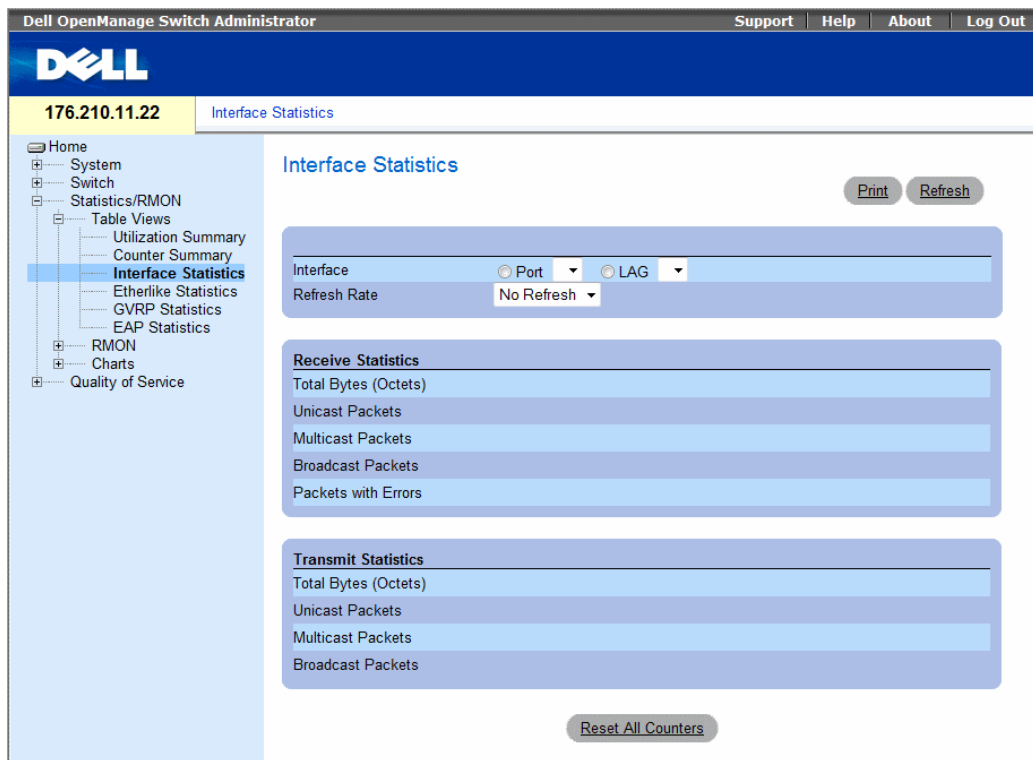 Dell OpenManage Switch Administrator Support Help About Log Out
DELL
176.210.11.22 Interface Statistics
Home
System
Switch
Statistics/RMON
Table Views
Utilization Summary
Counter Summary
Interface Statistics
Etherlike Statistics
GVRP Statistics
EAP Statistics
RMON
Charts
Quality of Service
Interface Statistics
Print Refresh
Interface Port LAG
Refresh Rate No Refresh
Receive Statistics
Total Bytes (Octets)
Unicast Packets
Multicast Packets
Broadcast Packets
Packets with Errors
Transmit Statistics
Total Bytes (Octets)
Unicast Packets
Multicast Packets
Broadcast Packets
Reset All Counters